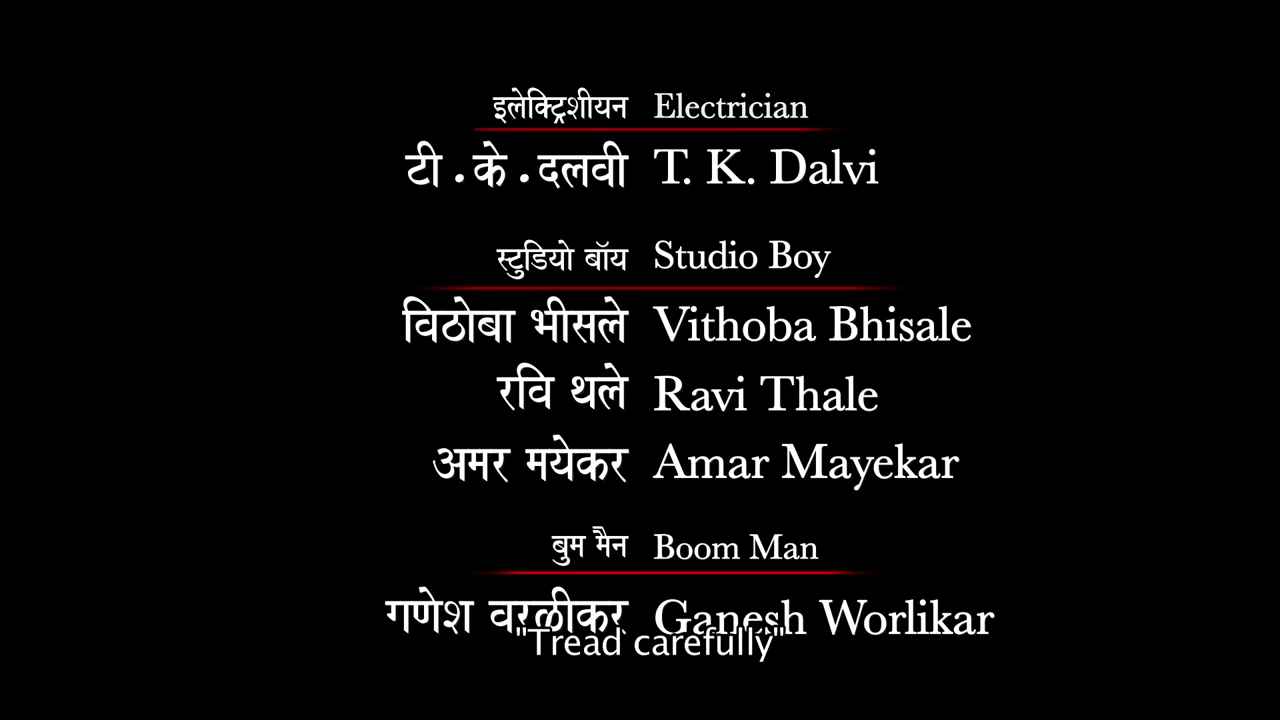 इलेक्ट्रिशीयन Electrician
टी . के . दलवी T. K. Dalvi
स्टुडियो बॉय Studio Boy
विठोबा भीसले Vithoba Bhisale
रवि थले Ravi Thale
अमर मयेकर Amar Mayekar
बुम मैन Boom Man
गणेश वरळीकर Ganesh Worlikar
"Tread carefully"